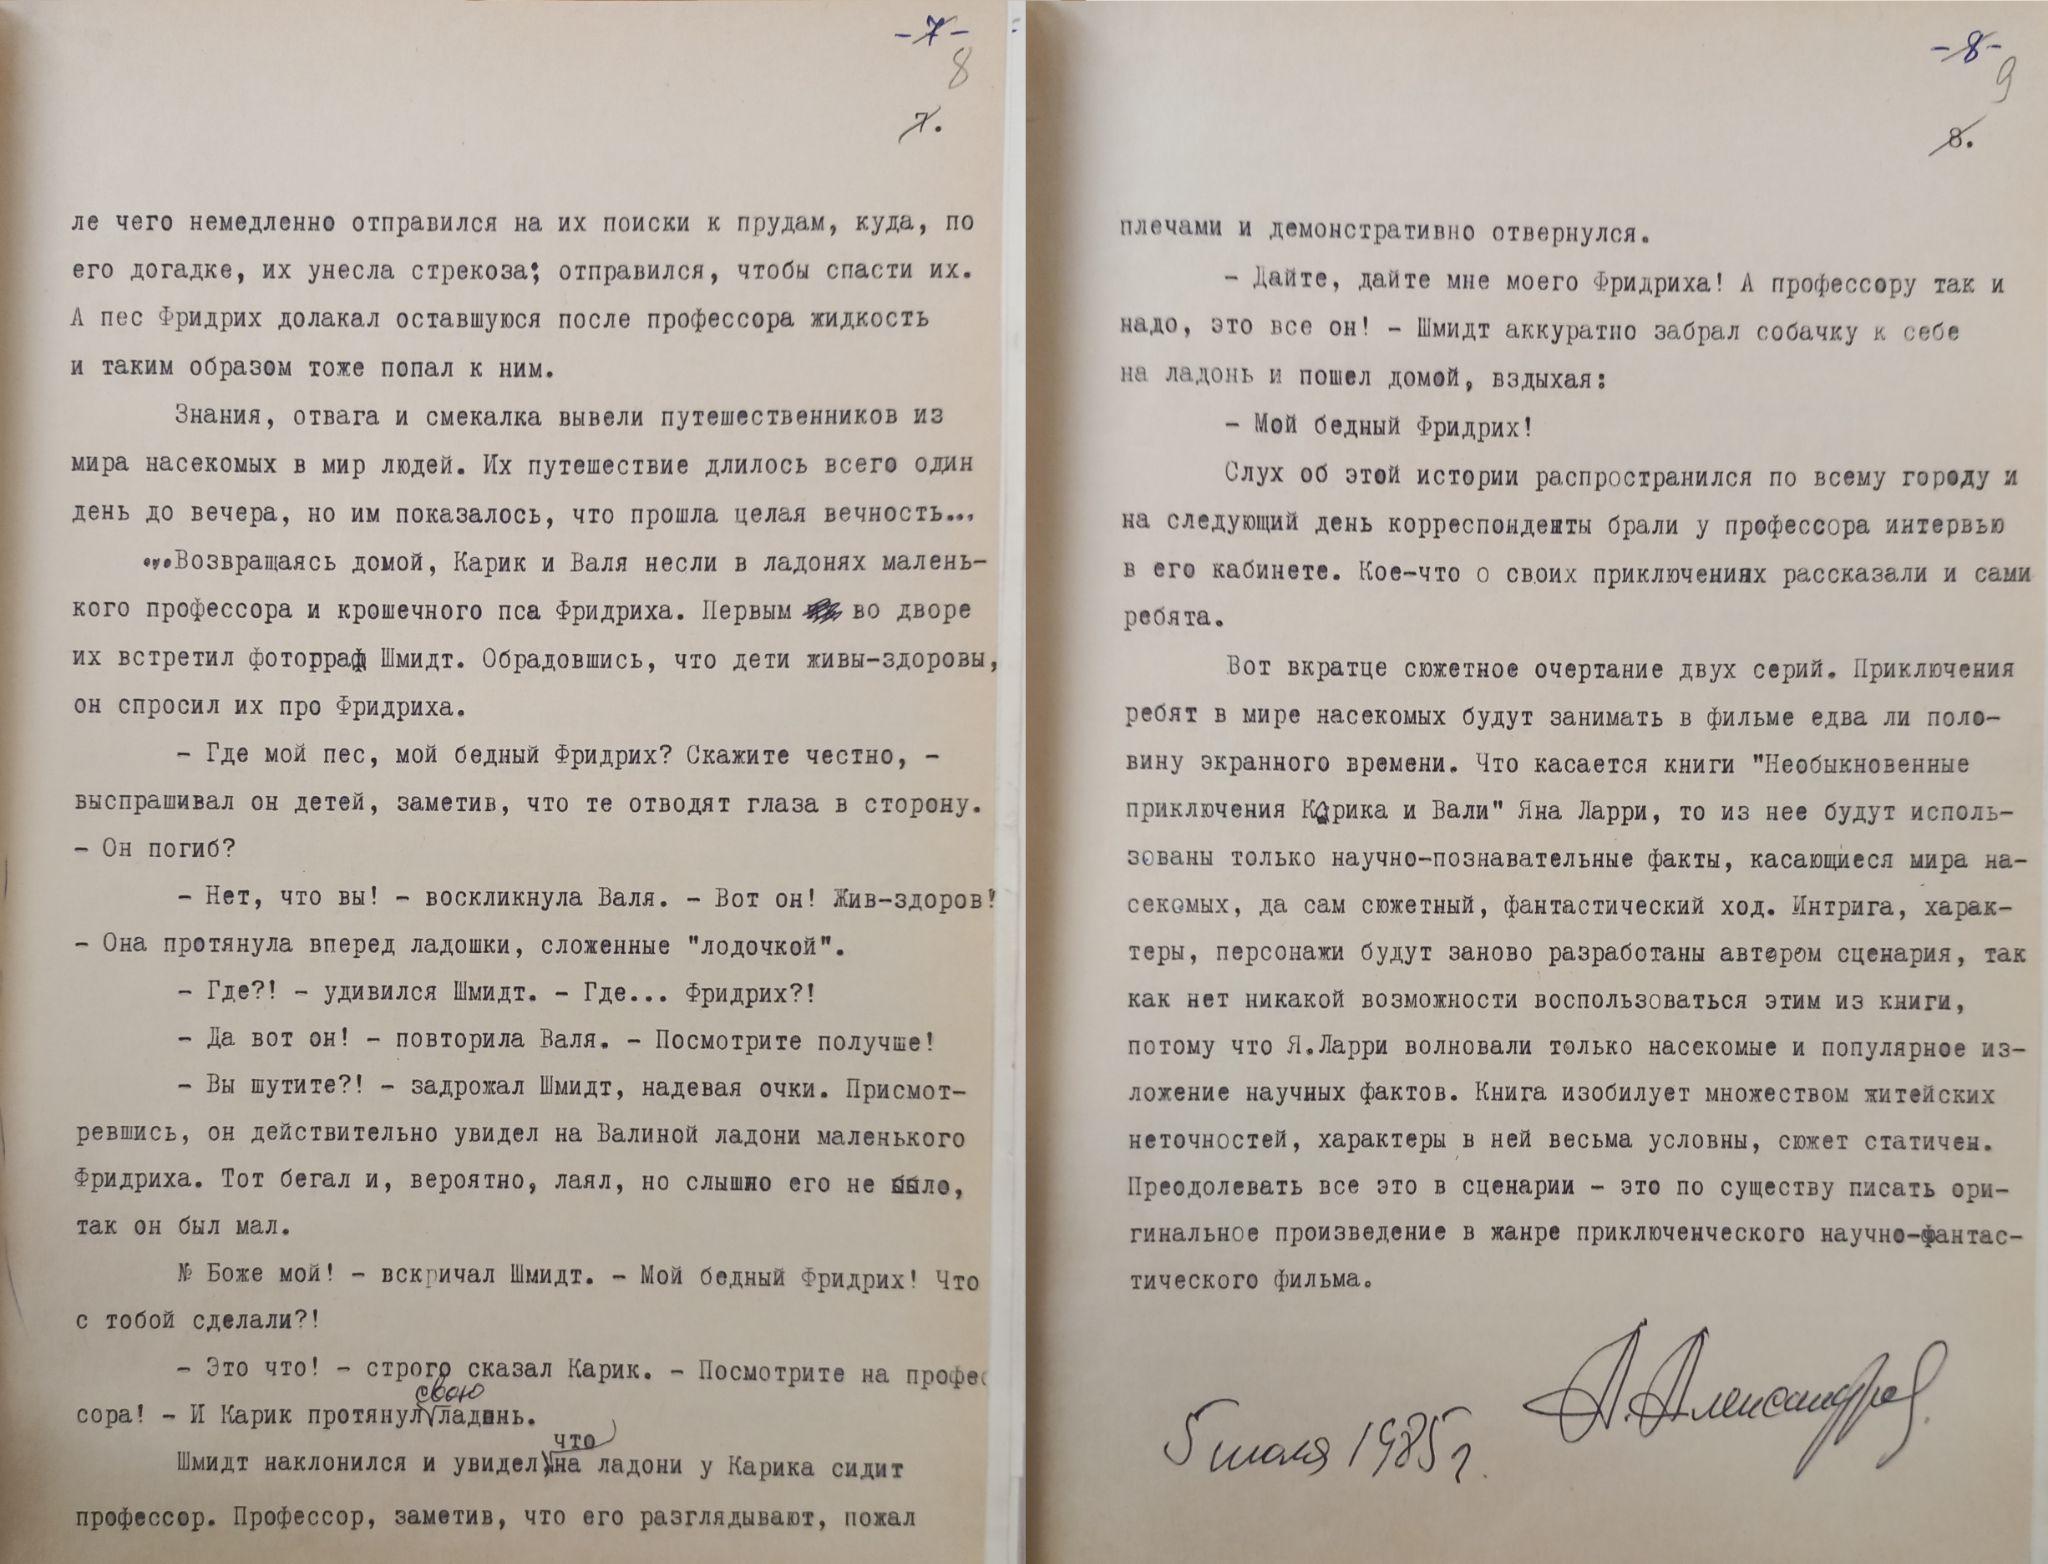 -7-
8
7.
ле чего немедленно отправился на их поиски к прудам, куда, по
его догадке, их унесла стрекоза; отправился, чтобы спасти их.
А пес Фридрих долакал оставшуюся после профессора жидкость
и таким образом тоже попал к ним.
Знания, отвага и смекалка вывели путешественников из
мира насекомых в мир людей. Их путешествие длилось всего один
день до вечера, но им показалось, что прошла целая вечность...
...Возвращаясь домой, Карик и Валя несли в ладонях малень-
кого профессора и крошечного пса Фридриха. Первым во дворе
их встретил фотограф Шмидт. Обрадовшись, что дети живы-здоровы,
он спросил их про Фридриха.
- Где мой пес, мой бедный Фридрих? Скажите честно, -
выспрашивал он детей, заметив, что те отводят глаза в сторону.
- Он погиб?
- Нет, что вы! - воскликнула Валя. - Вот он! Жив-здоров!
- Она протянула вперед ладошки, сложенные "лодочкой".
- Где?! - удивился Шмидт. - Где... Фридрих?!
- Да вот он! - повторила Валя. - Посмотрите получше!
- Вы шутите?! - задрожал Шмидт, надевая очки. Присмот-
ревшись, он действительно увидел на Валиной ладони маленького
Фридриха. Тот бегал и, вероятно, лаял, но слышно его не было,
так он был мал.
№ Боже мой! - вскричал Шмидт. - Мой бедный Фридрих! Что
с тобой сделали?!
- Это что! - строго сказал Карик. - Посмотрите на профес
сора! - И Карик протянул свою ладонь.
Шмидт наклонился и увидел, что на ладони у Карика сидит
профессор. Профессор, заметив, что его разглядывают, пожал
-8-
9
8.
плечами и демонстративно отвернулся.
- Дайте, дайте мне моего Фридриха! А профессору так и
надо, это все он! - Шмидт аккуратно забрал собачку к себе
на ладонь и пошел домой, вздыхая:
- Мой бедный Фридрих!
Слух об этой истории распространился по всему городу и
на следующий день корреспонденты брали у профессора интервью
в его кабинете. Кое-что о своих приключениях рассказали и сами
ребята.
Вот вкратце сюжетное очертание двух серий. Приключения
ребят в мире насекомых будут занимать в фильме едва ли поло-
вину экранного времени. Что касается книги "Необыкновенные
приключения Карика и Вали" Яна Ларри, то из нее будут исполь-
зованы только научно-познавательные факты, касающиеся мира на-
секомых, да сам сюжетный, фантастический ход. Интрига, харак-
теры, персонажи будут заново разработаны автором сценария, так
как нет никакой возможности воспользоваться этим из книги,
потому что Я.Ларри волновали только насекомые и популярное из-
ложение научных фактов. Книга изобилует множеством житейских
неточностей, характеры в ней весьма условны, сюжет статичен.
Преодолевать все это в сценарии - это по существу писать ори-
гинальное произведение в жанре приключенческого научно-фантас-
тического фильма.
А. Александров.
5 июля 1985 г.